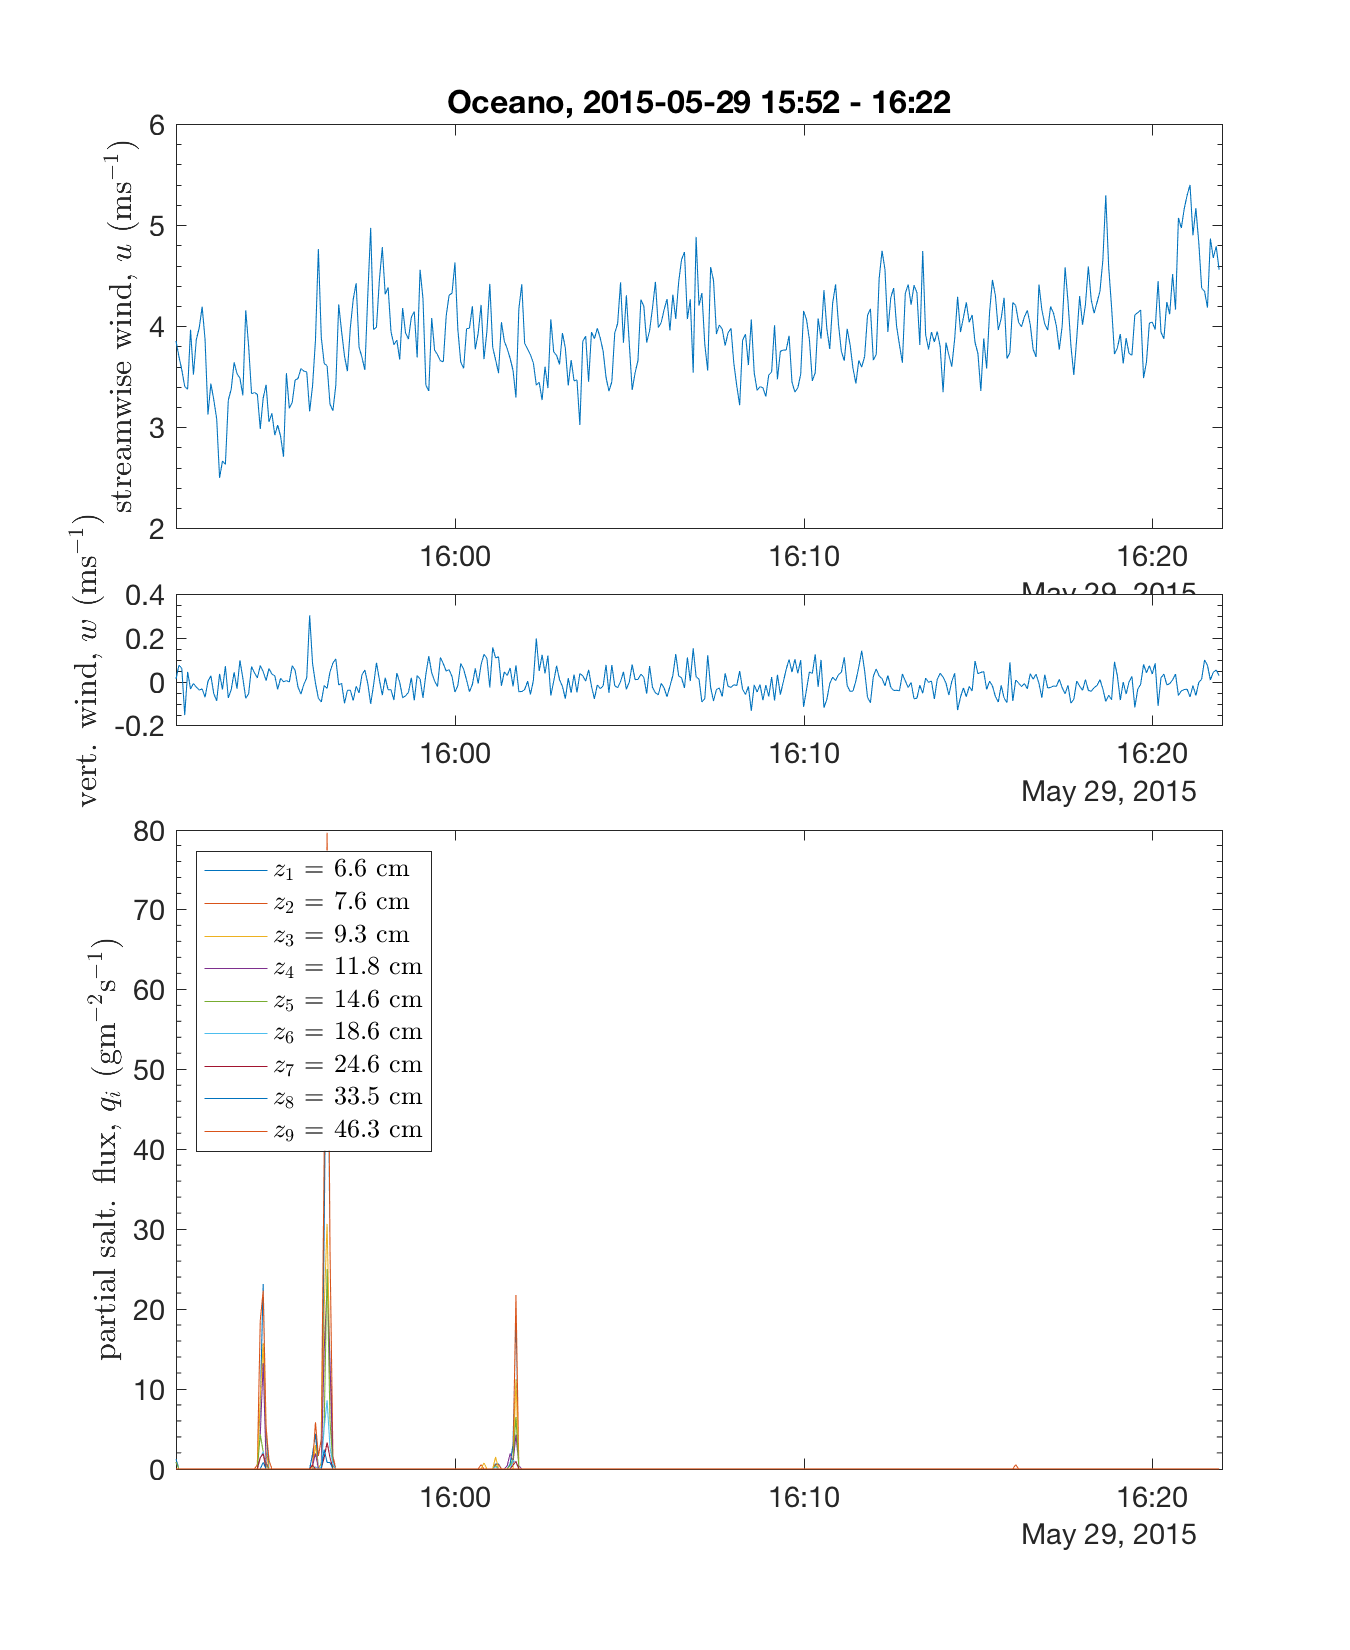 Oceano, 2015-05-29 15:52 - 16:22
streamwise wind, u (ms⁻¹)
6
5
4
3
2
16:00 16:10 16:20
May 29, 2015
vert. wind, w (ms⁻¹)
0.4
0.2
0
-0.2
16:00 16:10 16:20
May 29, 2015
partial salt. flux, qᵢ (gm⁻²s⁻¹)
80
70
60
50
40
30
20
10
0
z₁ = 6.6 cm
z₂ = 7.6 cm
z₃ = 9.3 cm
z₄ = 11.8 cm
z₅ = 14.6 cm
z₆ = 18.6 cm
z₇ = 24.6 cm
z₈ = 33.5 cm
z₉ = 46.3 cm
16:00 16:10 16:20
May 29, 2015